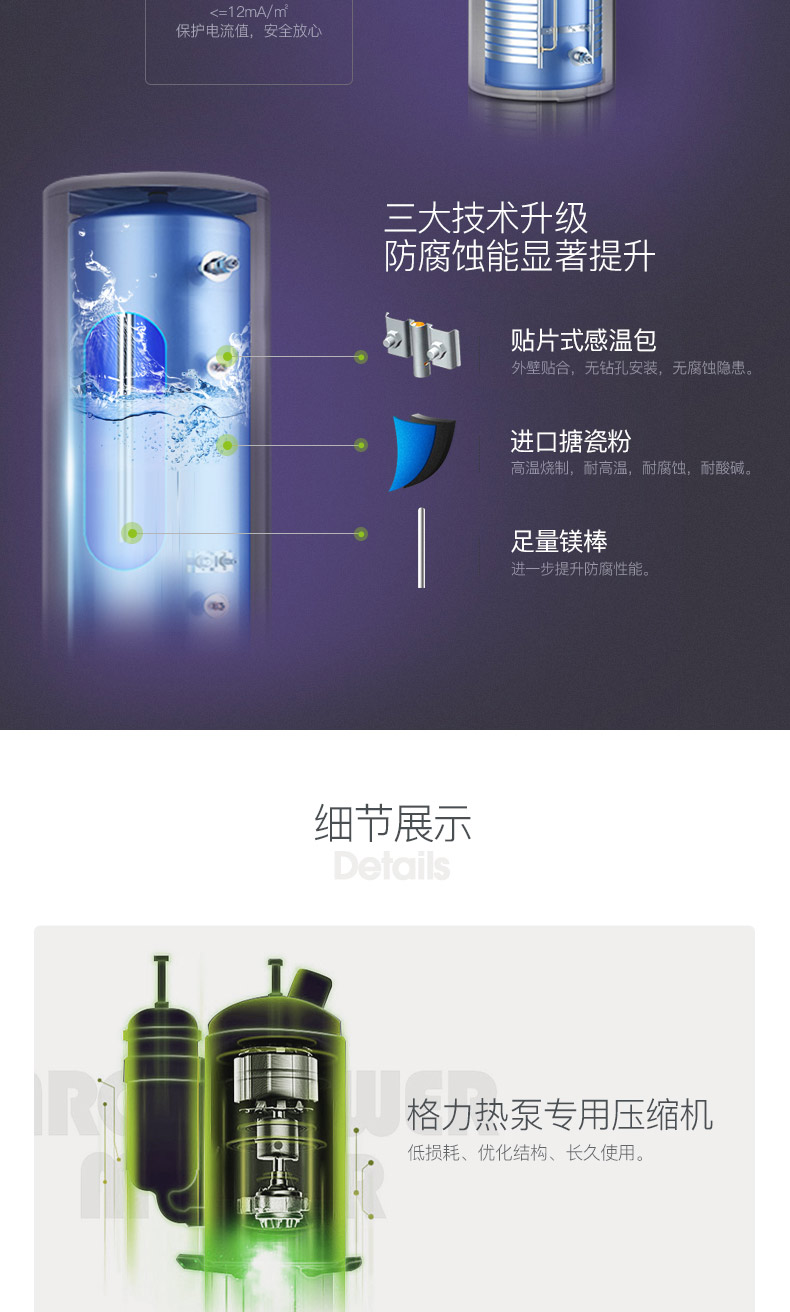 <=12mA/㎡
保护电流值，安全放心
三大技术升级
防腐蚀能显著提升
贴片式感温包
外壁贴合，无钻孔安装，无腐蚀隐患。
进口搪瓷粉
高温烧制，耐高温，耐腐蚀，耐酸碱。
足量镁棒
进一步提升防腐性能。
细节展示
Details
格力热泵专用压缩机
低损耗、优化结构、长久使用。